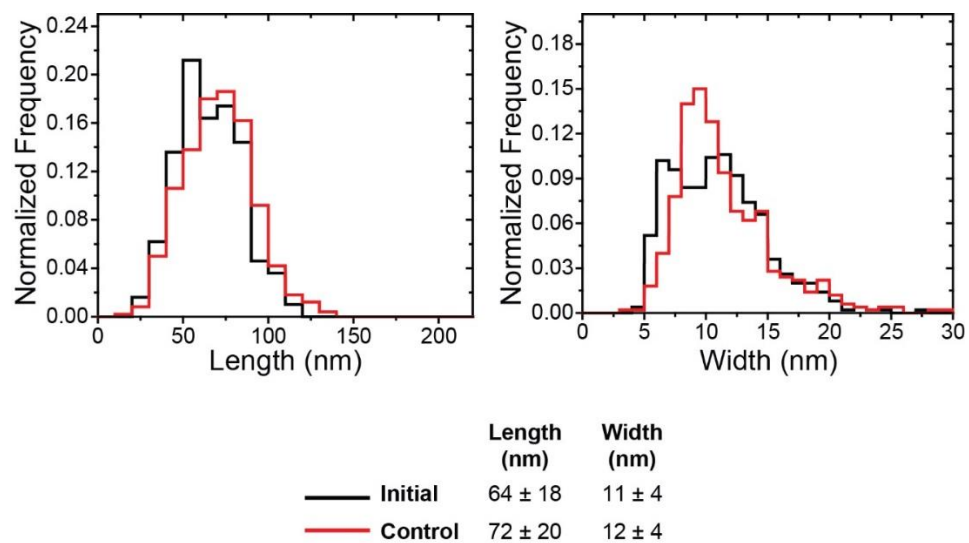 Normalized Frequency
0.24
0.20
0.16
0.12
0.08
0.04
0.00
0 50 100 150 200
Length (nm)
Normalized Frequency
0.18
0.15
0.12
0.09
0.06
0.03
0.00
0 5 10 15 20 25 30
Width (nm)
Length Width
(nm) (nm)
Initial 64 ± 18 11 ± 4
Control 72 ± 20 12 ± 4